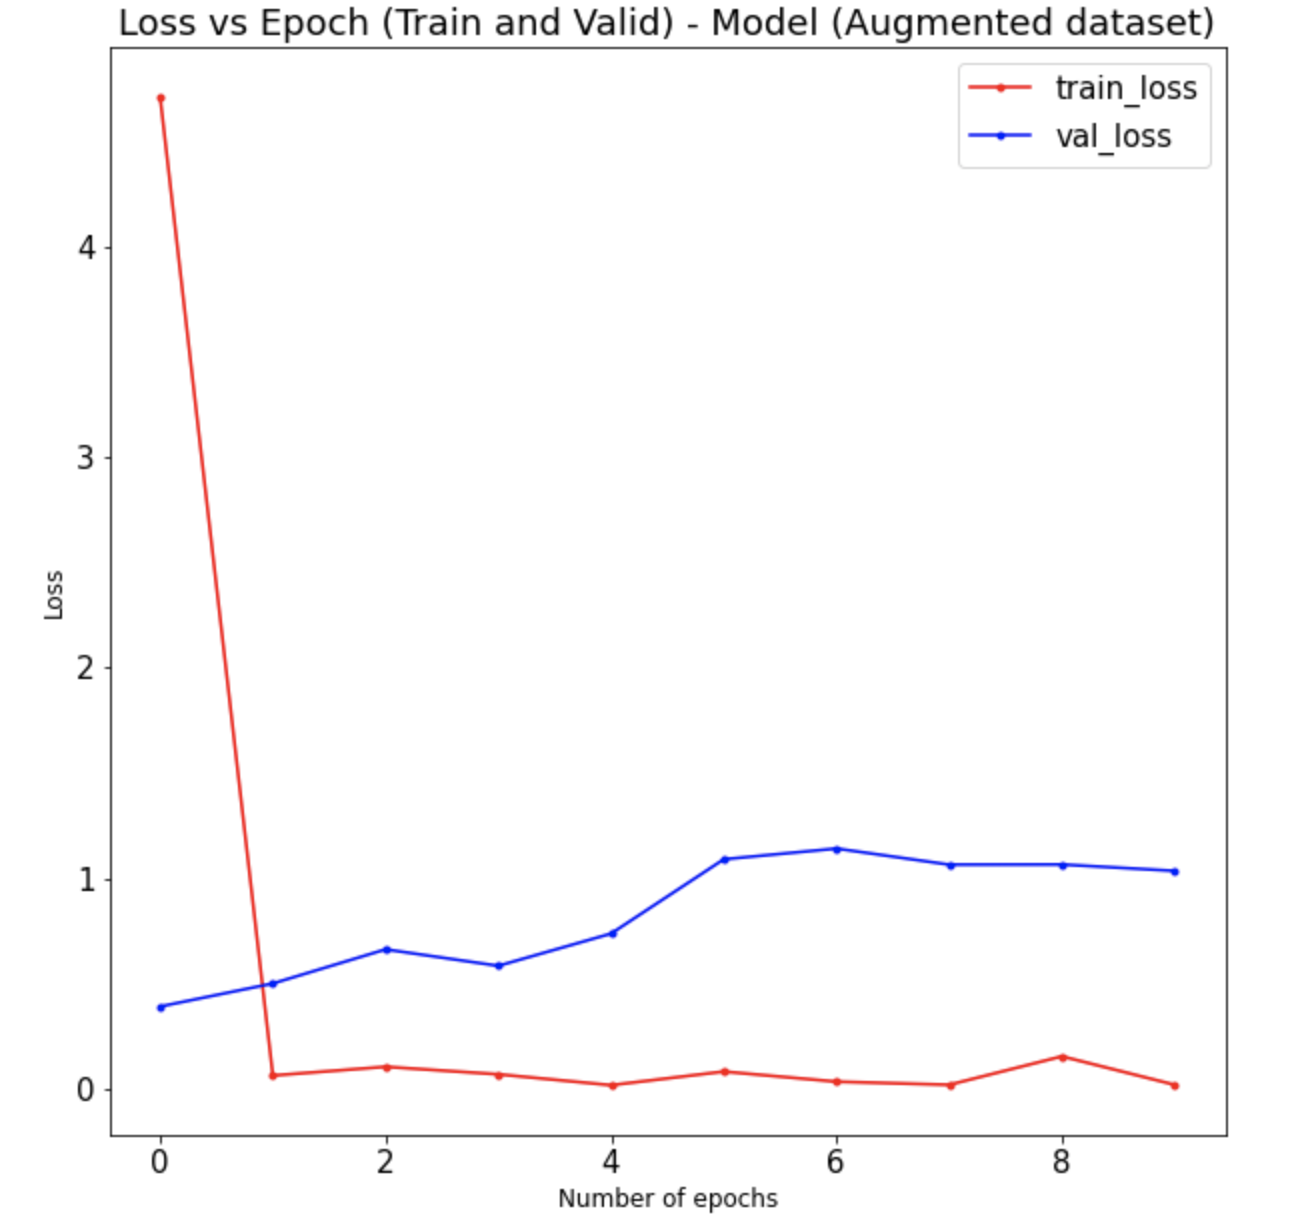 Loss vs Epoch (Train and Valid) - Model (Augmented dataset)
train_loss
val_loss
4
3
2
1
0
Loss
0 2 4 6 8
Number of epochs